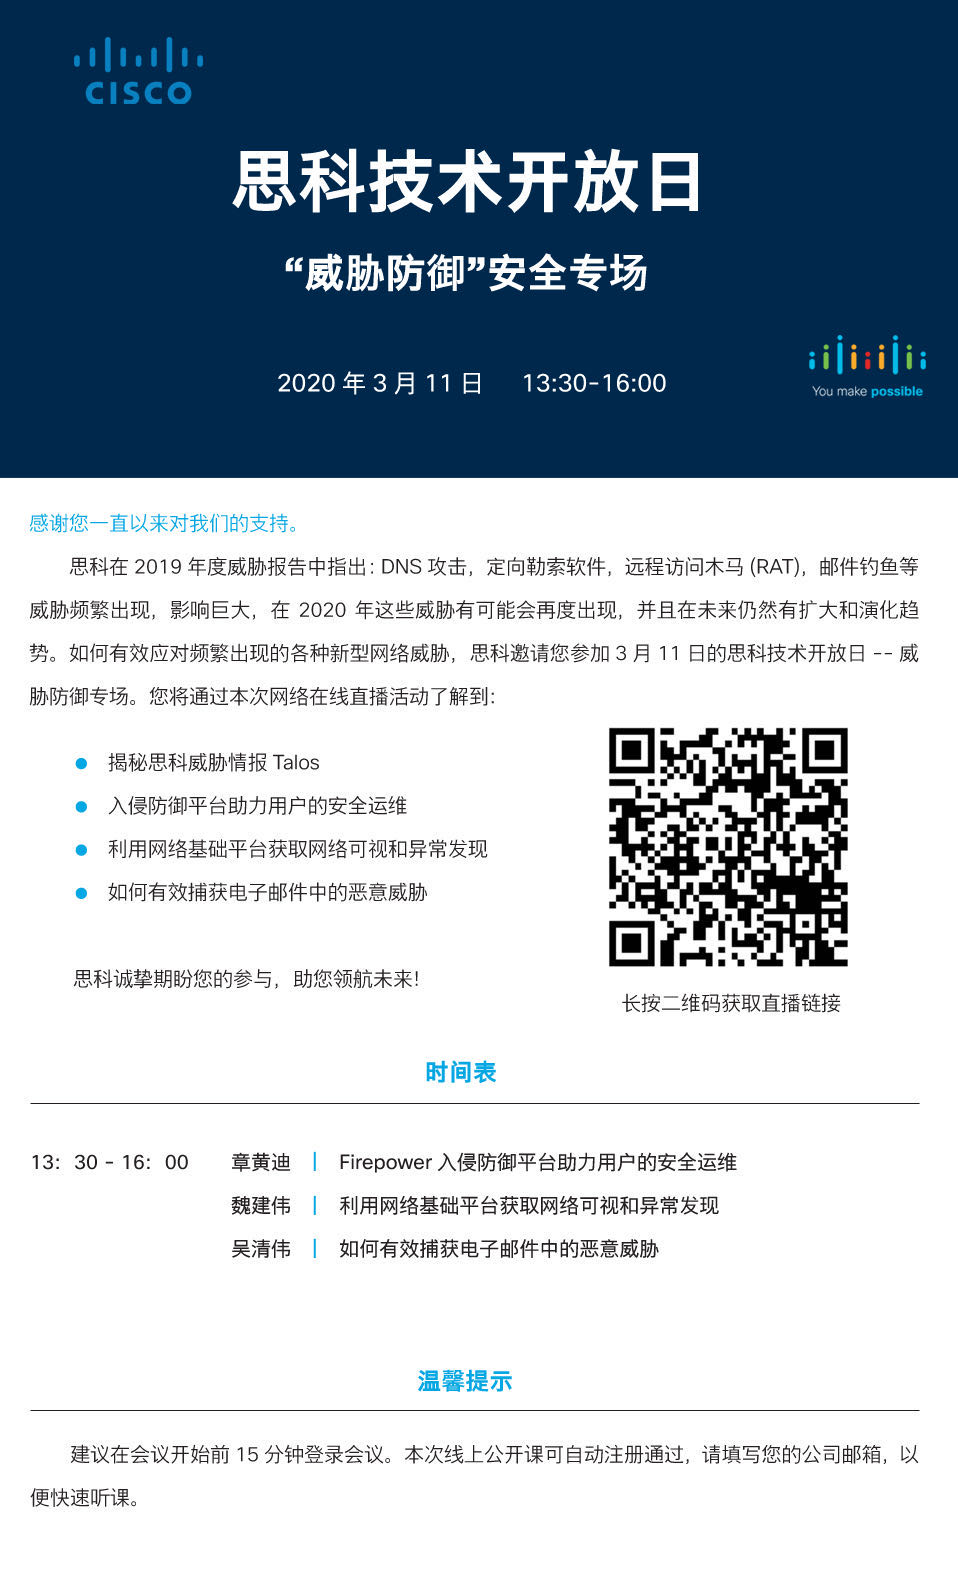 CISCO
思科技术开放日
“威胁防御”安全专场
2020 年 3 月 11 日 13:30-16:00
You make possible
感谢您一直以来对我们的支持。
思科在 2019 年度威胁报告中指出：DNS 攻击，定向勒索软件，远程访问木马 (RAT)，邮件钓鱼等
威胁频繁出现，影响巨大，在 2020 年这些威胁有可能会再度出现，并且在未来仍然有扩大和演化趋
势。如何有效应对频繁出现的各种新型网络威胁，思科邀请您参加 3 月 11 日的思科技术开放日 -- 威
胁防御专场。您将通过本次网络在线直播活动了解到：
● 揭秘思科威胁情报 Talos
● 入侵防御平台助力用户的安全运维
● 利用网络基础平台获取网络可视和异常发现
● 如何有效捕获电子邮件中的恶意威胁
思科诚挚期盼您的参与，助您领航未来！
长按二维码获取直播链接
时间表
13：30 - 16：00 章黄迪 | Firepower 入侵防御平台助力用户的安全运维
魏建伟 | 利用网络基础平台获取网络可视和异常发现
吴清伟 | 如何有效捕获电子邮件中的恶意威胁
温馨提示
建议在会议开始前 15 分钟登录会议。本次线上公开课可自动注册通过，请填写您的公司邮箱，以
便快速听课。